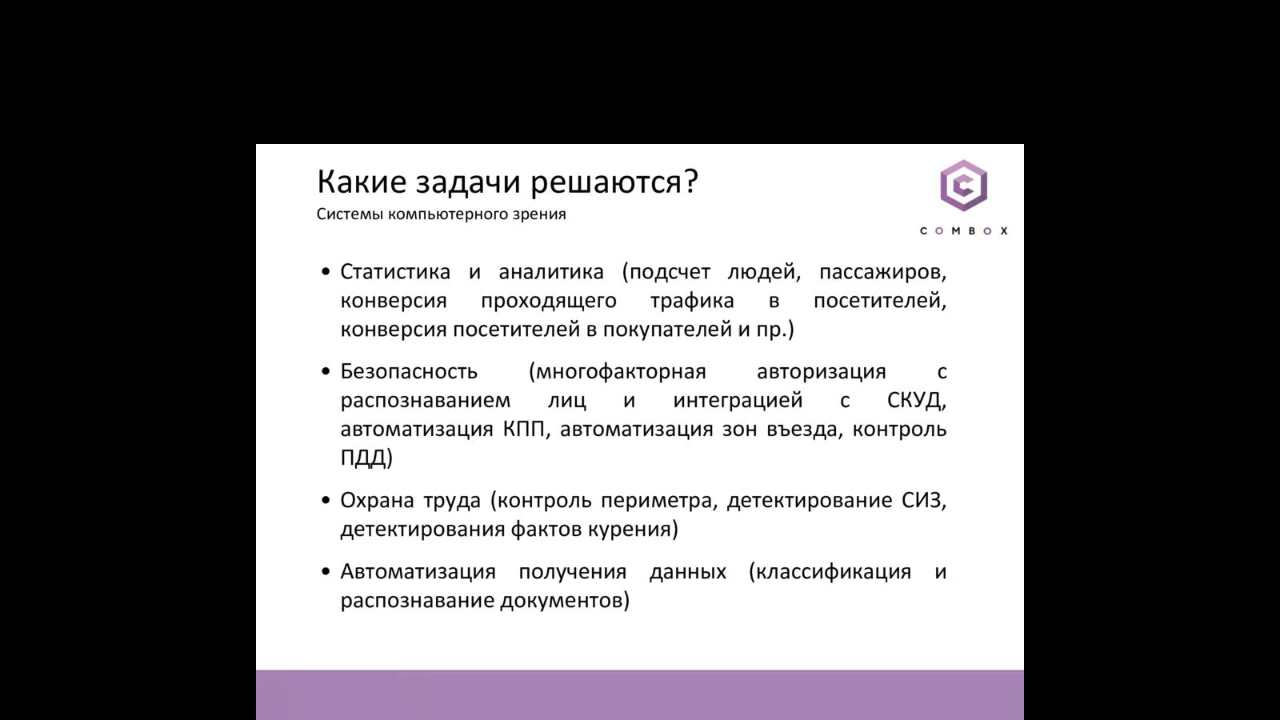 Какие задачи решаются?
Системы компьютерного зрения
COMBOX
• Статистика и аналитика (подсчет людей, пассажиров,
конверсия проходящего трафика в посетителей,
конверсия посетителей в покупателей и пр.)
• Безопасность (многофакторная авторизация с
распознаванием лиц и интеграцией с СКУД,
автоматизация КПП, автоматизация зон въезда, контроль
ПДД)
• Охрана труда (контроль периметра, детектирование СИЗ,
детектирования фактов курения)
• Автоматизация получения данных (классификация и
распознавание документов)